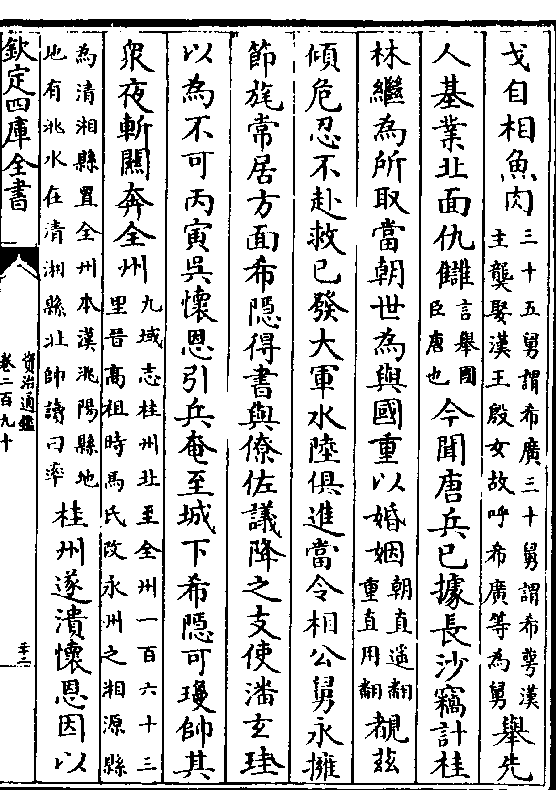 戈自相魚肉三十五舅謂希廣三十舅謂希萼漢主龔娶漢王殷女故呼希廣等為舅舉先
人基業北面仇讎言舉國臣唐也今聞唐兵已據長沙竊計桂
林繼為所取當朝世為與國重以婚姻朝直遥翻重直用翻覩兹
傾危忍不赴救已發大軍水陸俱進當令相公舅永擁
節旄常居方面希隱得書與僚佐議降之支使潘玄珪
以為不可丙寅吳懷恩引兵奄至城下希隱可瓊帥其
衆夜斬關奔全州九域志桂州北至全州一百六十三里晉高祖時馬氏改永州之湘源縣
為清湘縣置全州本漢洮陽縣地地有洮水在清湘縣北帥讀曰率桂州遂潰懷恩因以
欽定四庫全書
資治通鑑
卷二百九十